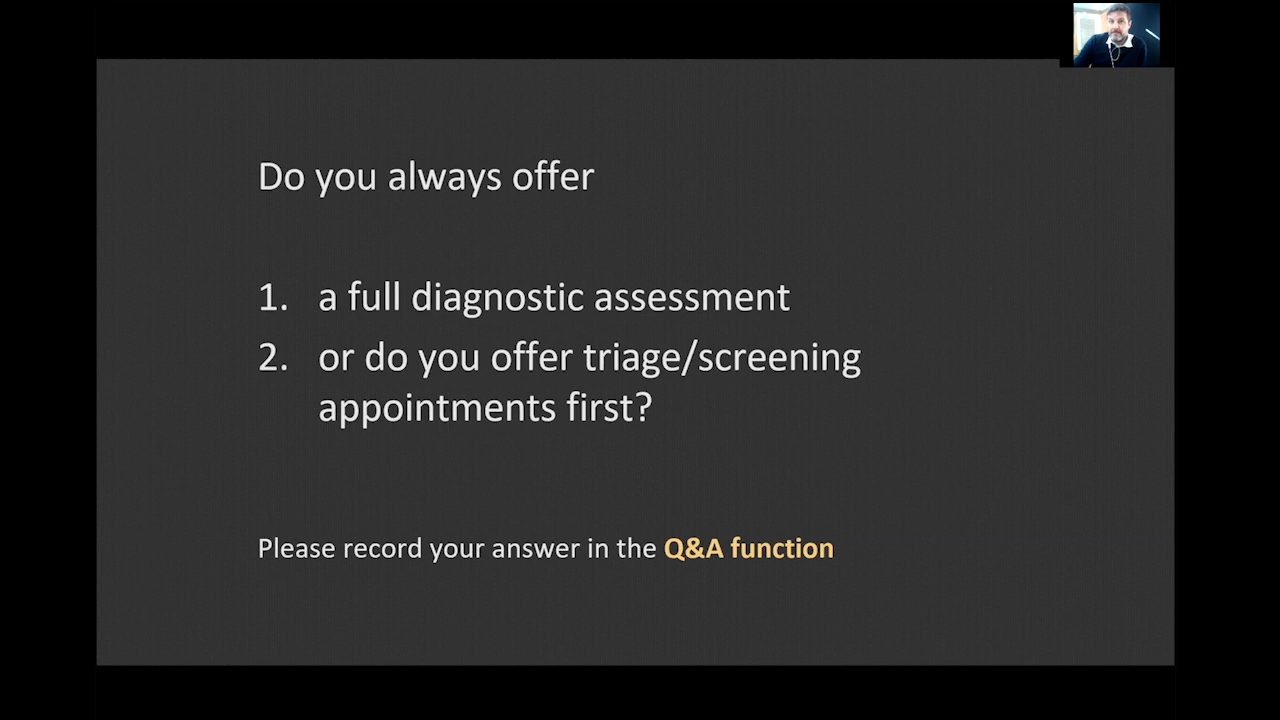 Do you always offer
1. a full diagnostic assessment
2. or do you offer triage/screening
appointments first?
Please record your answer in the Q&A function